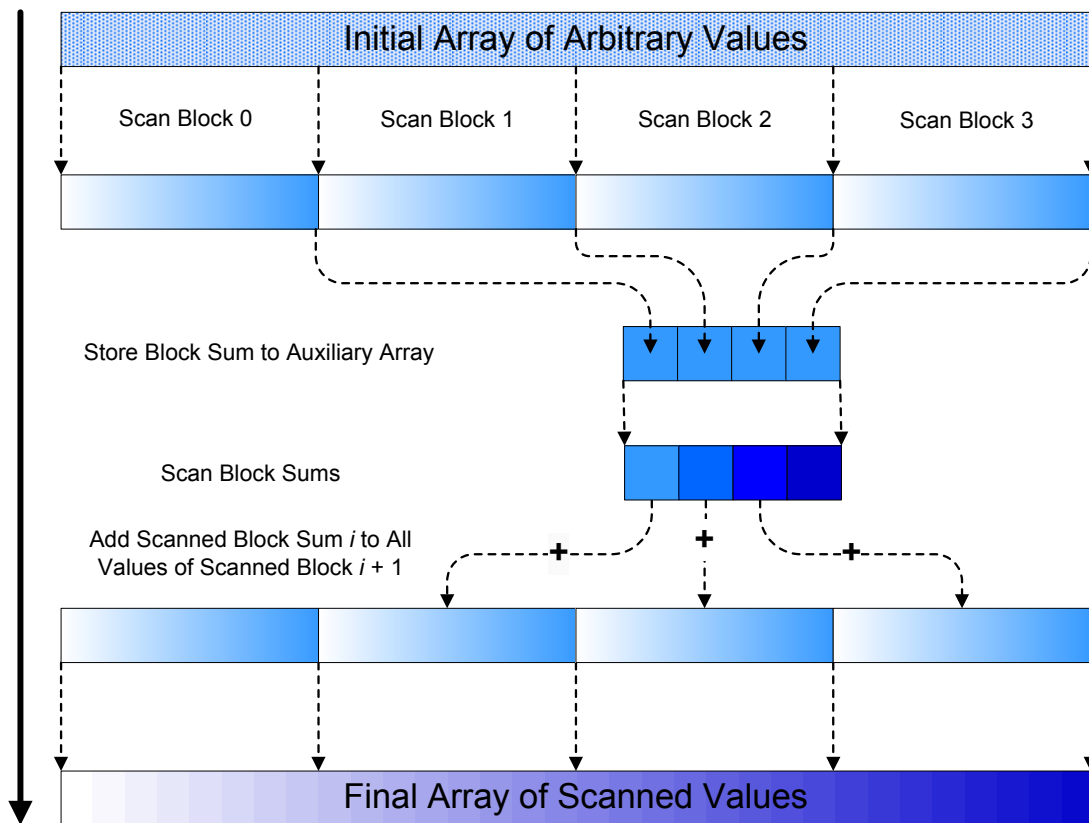 Initial Array of Arbitrary Values
Scan Block 0
Scan Block 1
Scan Block 2
Scan Block 3
Store Block Sum to Auxiliary Array
Scan Block Sums
Add Scanned Block Sum i to All
Values of Scanned Block i + 1
+
+
+
Final Array of Scanned Values